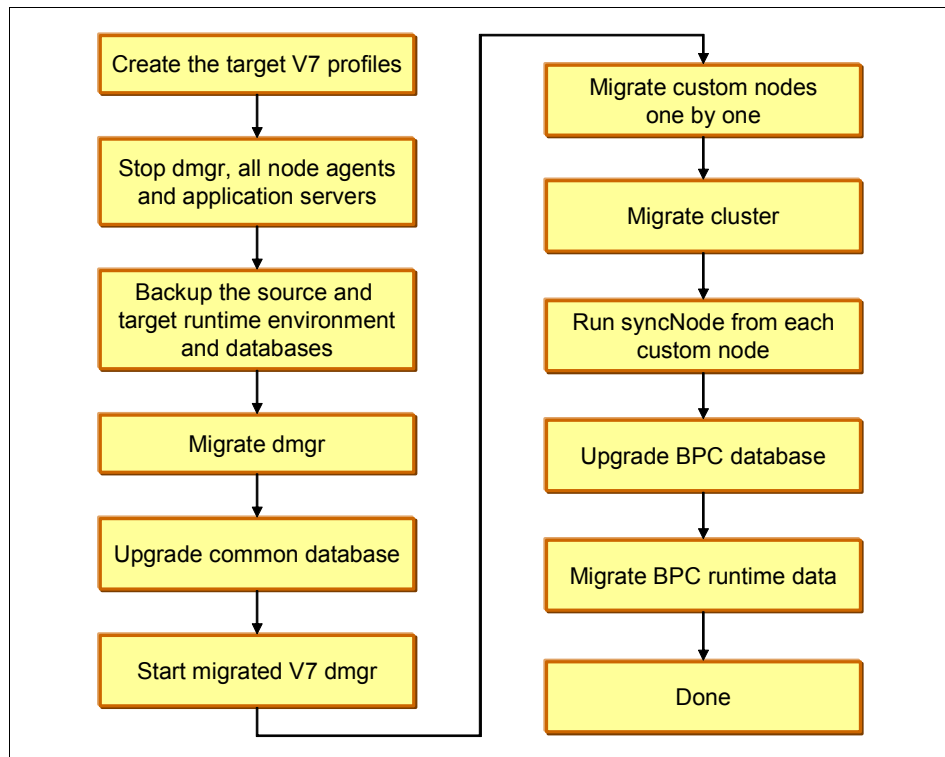 Create the target V7 profiles
Stop dmgr, all node agents
and application servers
Backup the source and
target runtime environment
and databases
Migrate dmgr
Upgrade common database
Start migrated V7 dmgr
Migrate custom nodes
one by one
Migrate cluster
Run syncNode from each
custom node
Upgrade BPC database
Migrate BPC runtime data
Done